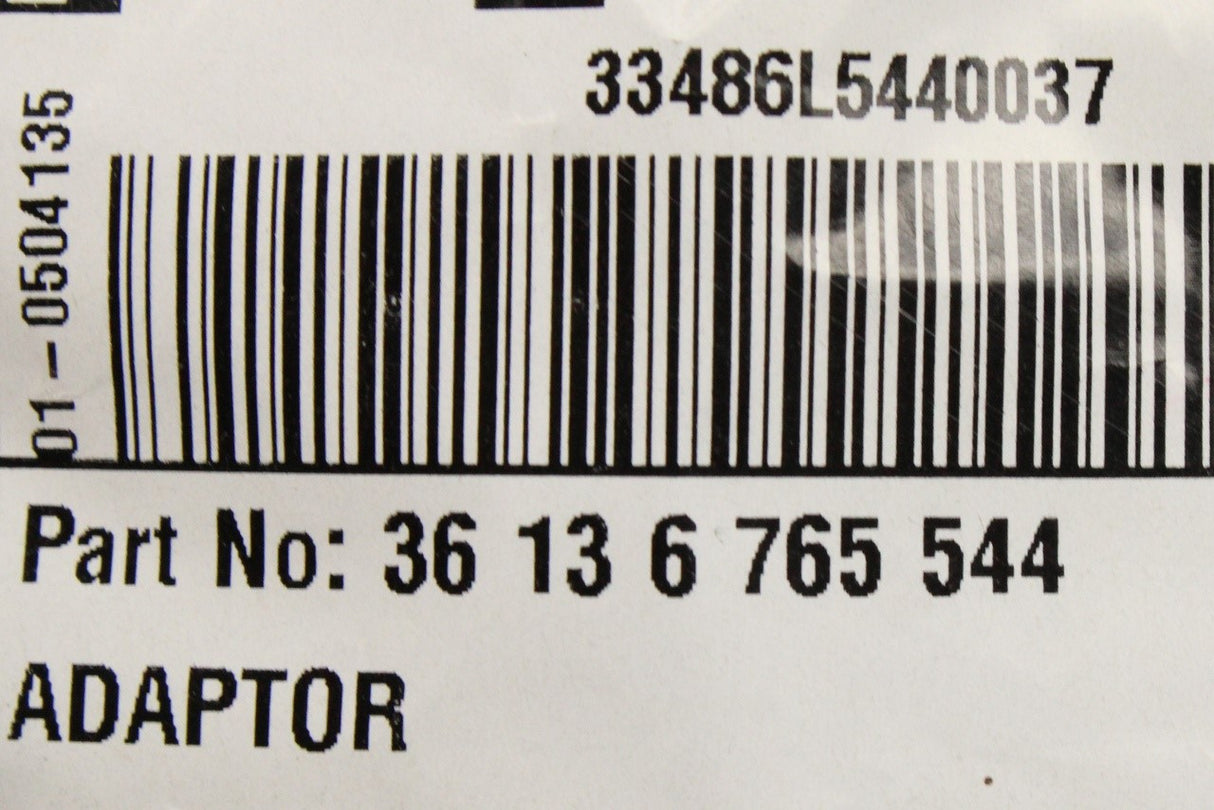 33486L5440037
01-0504135
Part No: 36 13 6 765 544
ADAPTOR